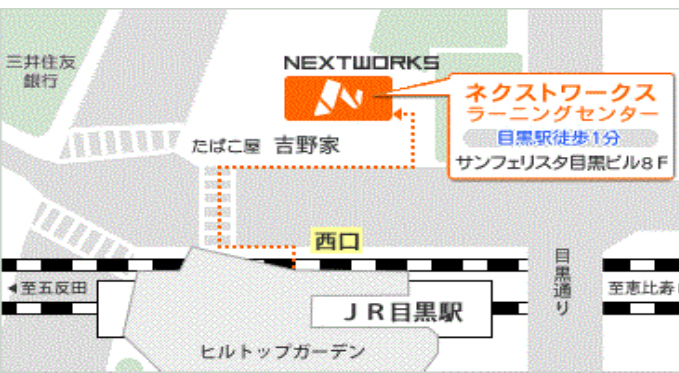 三井住友
銀行
NEXTWORKS
ネクストワークス
ラーニングセンター
目黒駅徒歩1分
サンフェリスタ目黒ビル8F
たばこ屋 吉野家
西口
目黒通り
◀至五反田
至恵比寿
JR目黒駅
ヒルトップガーデン